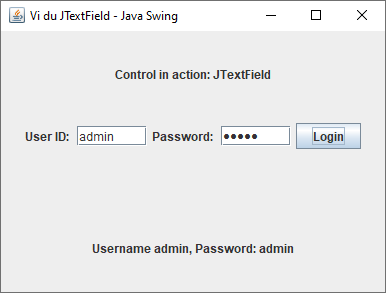 Vi du JTextField - Java Swing
Control in action: JTextField
User ID: admin Password: ••••• Login
Username admin, Password: admin